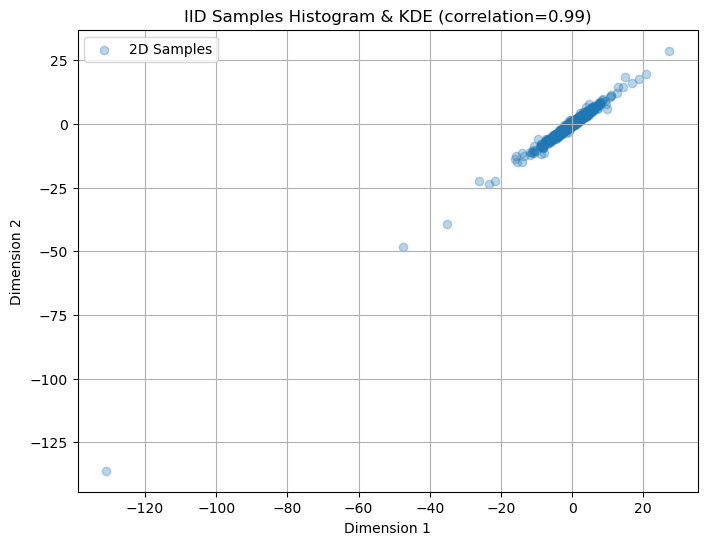 IID Samples Histogram & KDE (correlation=0.99)
2D Samples
25
0
−25
−50
−75
−100
−125
Dimension 2
−120 −100 −80 −60 −40 −20 0 20
Dimension 1